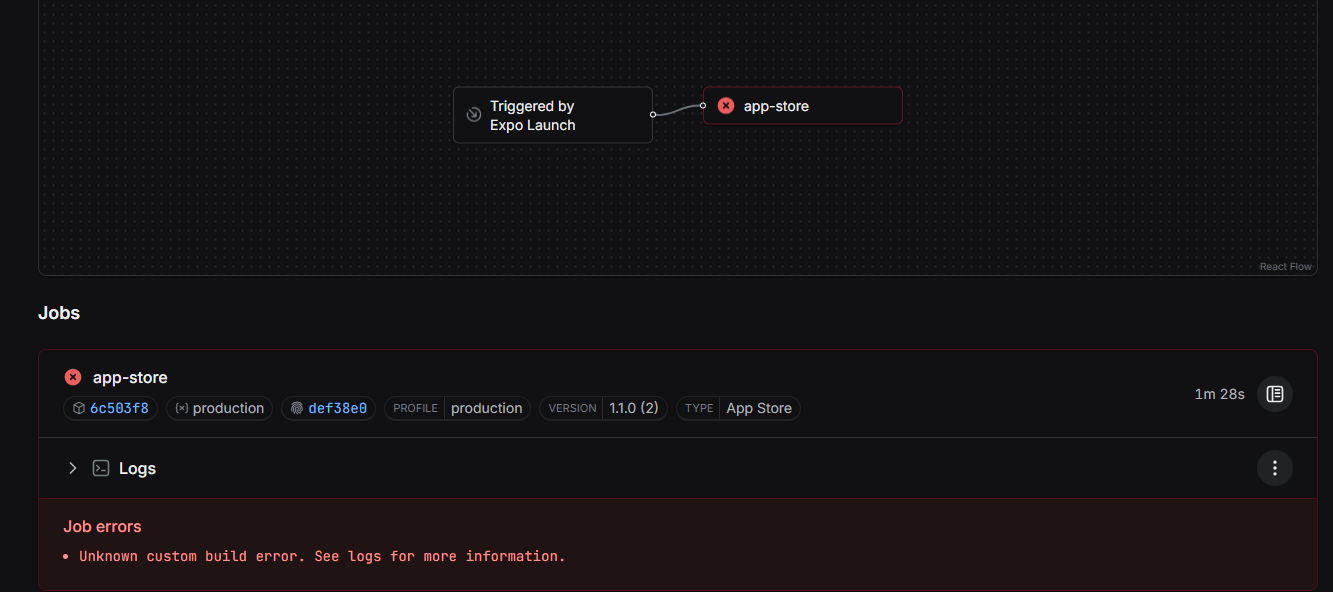 Triggered by
Expo Launch
app-store
React Flow
Jobs
app-store
6c503f8 production def38e0 PROFILE production VERSION 1.1.0 (2) TYPE App Store
1m 28s
Logs
Job errors
• Unknown custom build error. See logs for more information.